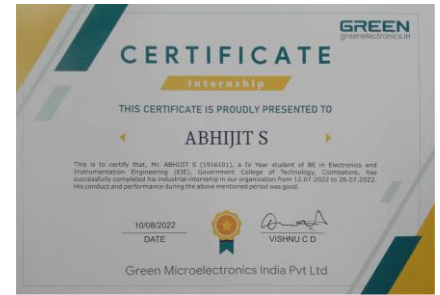 GREEN
greenelectronics.in
CERTIFICATE
Internship
THIS CERTIFICATE IS PROUDLY PRESENTED TO
ABHIJIT S
This is to certify that, Mr. ABHIJIT S (1916101), a IV Year student of BE in Electronics and
Instrumentation Engineering (EIE), Government College of Technology, Coimbatore, has
successfully completed his industrial internship in our organization from 12.07.2022 to 26.07.2022.
His conduct and performance during the above mentioned period was good.
10/08/2022
DATE
VISHNU C D
Green Microelectronics India Pvt Ltd